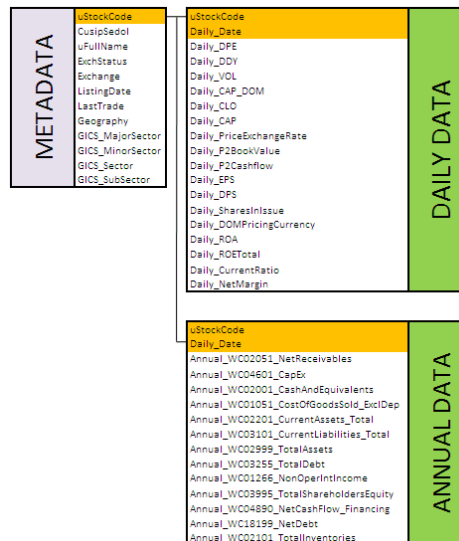 METADATA
uStockCode
CusipSedol
uFullName
ExchStatus
Exchange
ListingDate
LastTrade
Geography
GICS_MajorSector
GICS_MinorSector
GICS_Sector
GICS_SubSector
uStockCode
Daily_Date
Daily_DPE
Daily_DDY
Daily_VOL
Daily_CAP_DOM
Daily_CLO
Daily_CAP
Daily_PriceExchangeRate
Daily_P2BookValue
Daily_P2Cashflow
Daily_EPS
Daily_DPS
Daily_SharesInIssue
Daily_DOMPricingCurrency
Daily_ROA
Daily_ROETotal
Daily_CurrentRatio
Daily_NetMargin
DAILY DATA
uStockCode
Daily_Date
Annual_WC02051_NetReceivables
Annual_WC04601_CapEx
Annual_WC02001_CashAndEquivalents
Annual_WC01051_CostOfGoodsSold_ExclDep
Annual_WC02201_CurrentAssets_Total
Annual_WC03101_CurrentLiabilities_Total
Annual_WC02999_TotalAssets
Annual_WC03255_TotalDebt
Annual_WC01266_NonOperIntIncome
Annual_WC03995_TotalShareholdersEquity
Annual_WC04890_NetCashFlow_Financing
Annual_WC18199_NetDebt
Annual_WC02101_TotalInventories
ANNUAL DATA